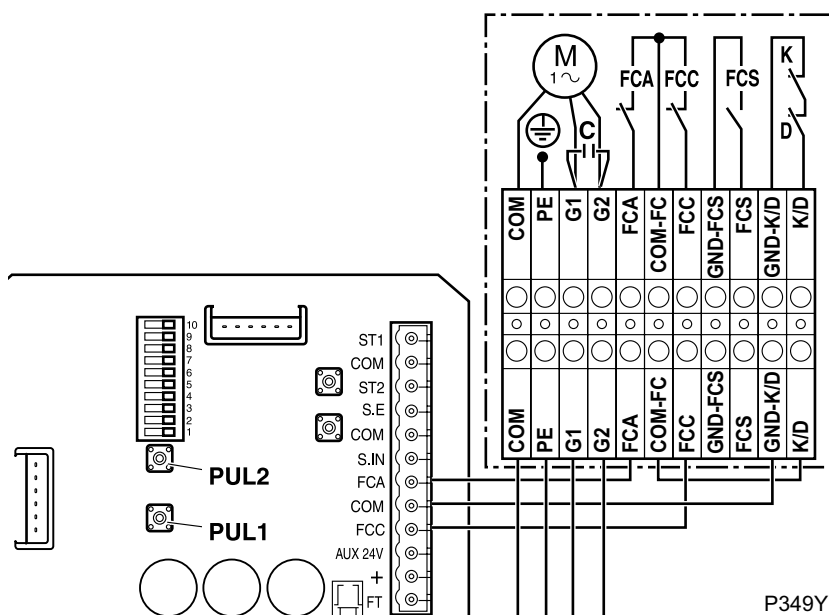 M
1~
FCA
FCC
FCS
K
D
C
COM
PE
G1
G2
FCA
COM-FC
FCC
GND-FCS
FCS
GND-K/D
K/D
COM
PE
G1
G2
FCA
COM-FC
FCC
GND-FCS
FCS
GND-K/D
K/D
10
9
8
7
6
5
4
3
2
1
PUL2
PUL1
ST1
COM
ST2
S.E
COM
S.IN
FCA
COM
FCC
AUX 24V
+
FT
P349Y